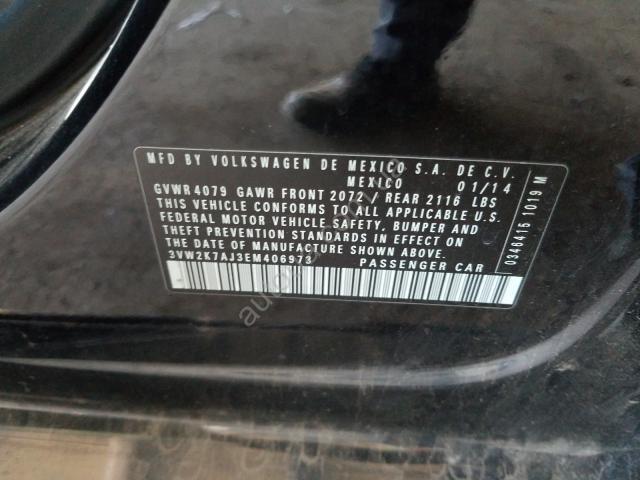 MFD BY VOLKSWAGEN DE MEXICO S.A. DE C.V.
MEXICO 01/14
GVWR 4079 GAWR FRONT 2072 REAR 2116 LBS
THIS VEHICLE CONFORMS TO ALL APPLICABLE U.S.
FEDERAL MOTOR VEHICLE SAFETY, BUMPER AND
THEFT PREVENTION STANDARDS IN EFFECT ON
THE DATE OF MANUFACTURE SHOWN ABOVE.
3VW2K7AJ3EM406973 PASSENGER CAR
0346415 1019 M